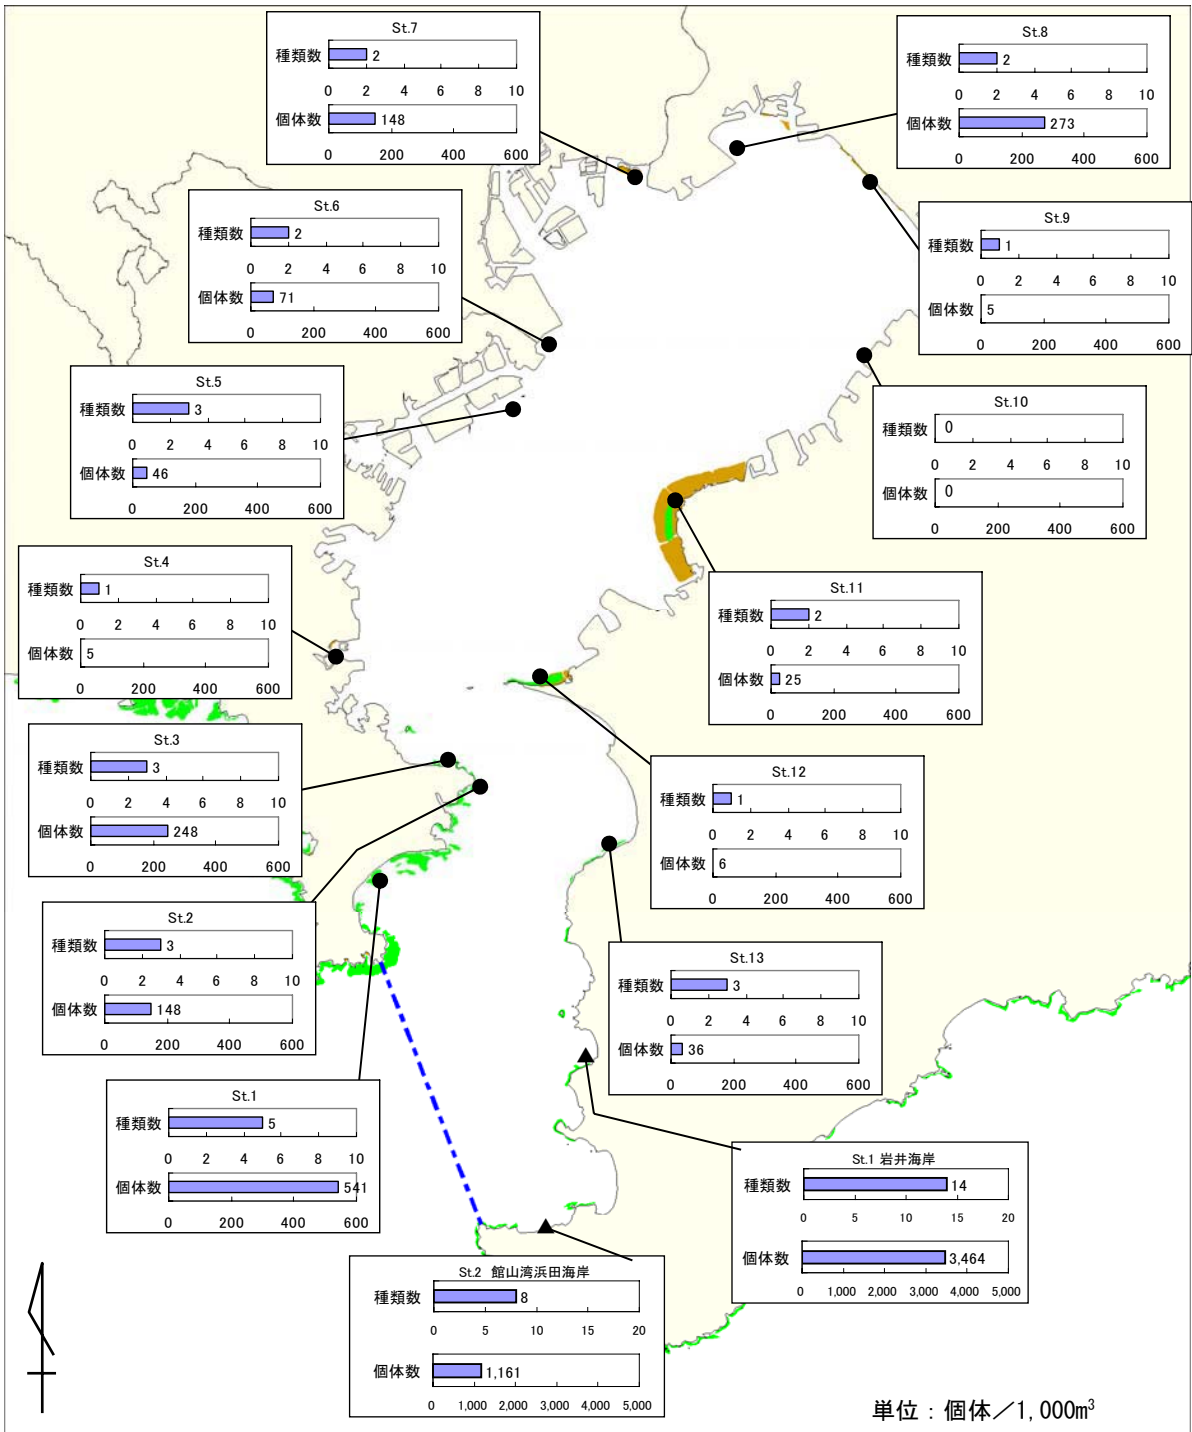 St.7
種類数 2
0 2 4 6 8 10
個体数 148
0 200 400 600
St.8
種類数 2
0 2 4 6 8 10
個体数 273
0 200 400 600
St.6
種類数 2
0 2 4 6 8 10
個体数 71
0 200 400 600
St.9
種類数 1
0 2 4 6 8 10
個体数 5
0 200 400 600
St.5
種類数 3
0 2 4 6 8 10
個体数 46
0 200 400 600
St.10
種類数 0
0 2 4 6 8 10
個体数 0
0 200 400 600
St.4
種類数 1
0 2 4 6 8 10
個体数 5
0 200 400 600
St.11
種類数 2
0 2 4 6 8 10
個体数 25
0 200 400 600
St.3
種類数 3
0 2 4 6 8 10
個体数 248
0 200 400 600
St.12
種類数 1
0 2 4 6 8 10
個体数 6
0 200 400 600
St.2
種類数 3
0 2 4 6 8 10
個体数 148
0 200 400 600
St.13
種類数 3
0 2 4 6 8 10
個体数 36
0 200 400 600
St.1
種類数 5
0 2 4 6 8 10
個体数 541
0 200 400 600
St.1 岩井海岸
種類数 14
0 5 10 15 20
個体数 3,464
0 1,000 2,000 3,000 4,000 5,000
St.2 館山湾浜田海岸
種類数 8
0 5 10 15 20
個体数 1,161
0 1,000 2,000 3,000 4,000 5,000
単位：個体／1,000m³